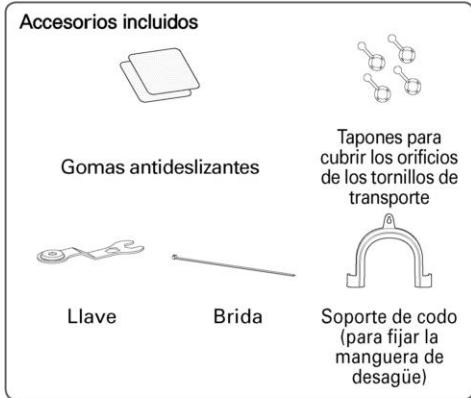 Accesorios incluidos
Gomas antideslizantes
Tapones para
cubrir los orificios
de los tornillos de
transporte
Llave
Brida
Soporte de codo
(para fijar la
manguera de
desagüe)